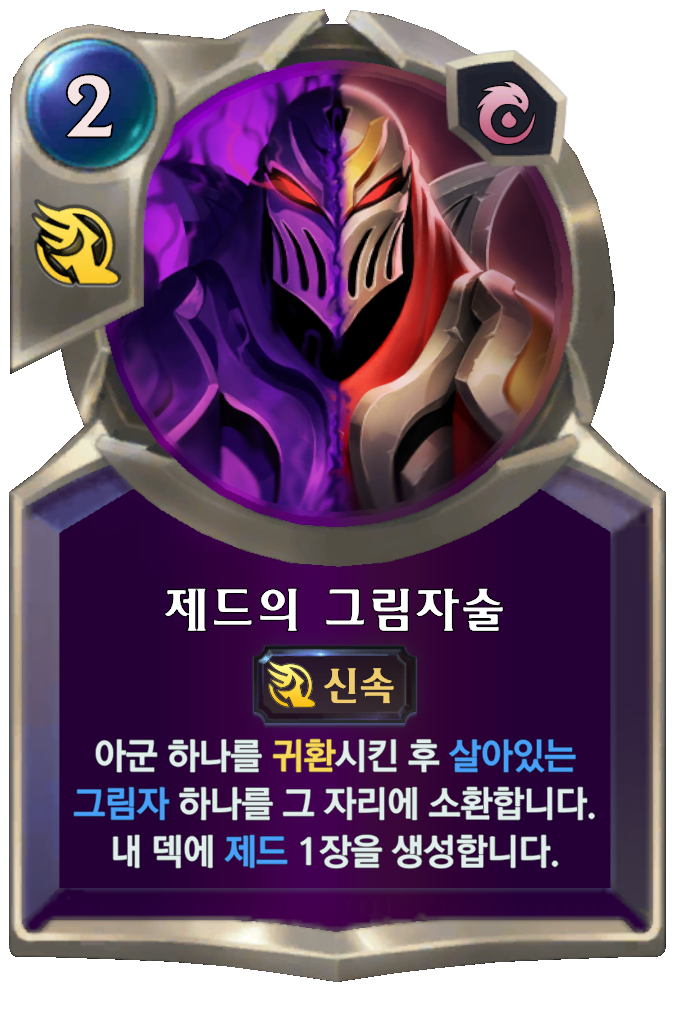 2
제드의 그림자술
신속
아군 하나를 귀환시킨 후 살아있는
그림자 하나를 그 자리에 소환합니다.
내 덱에 제드 1장을 생성합니다.